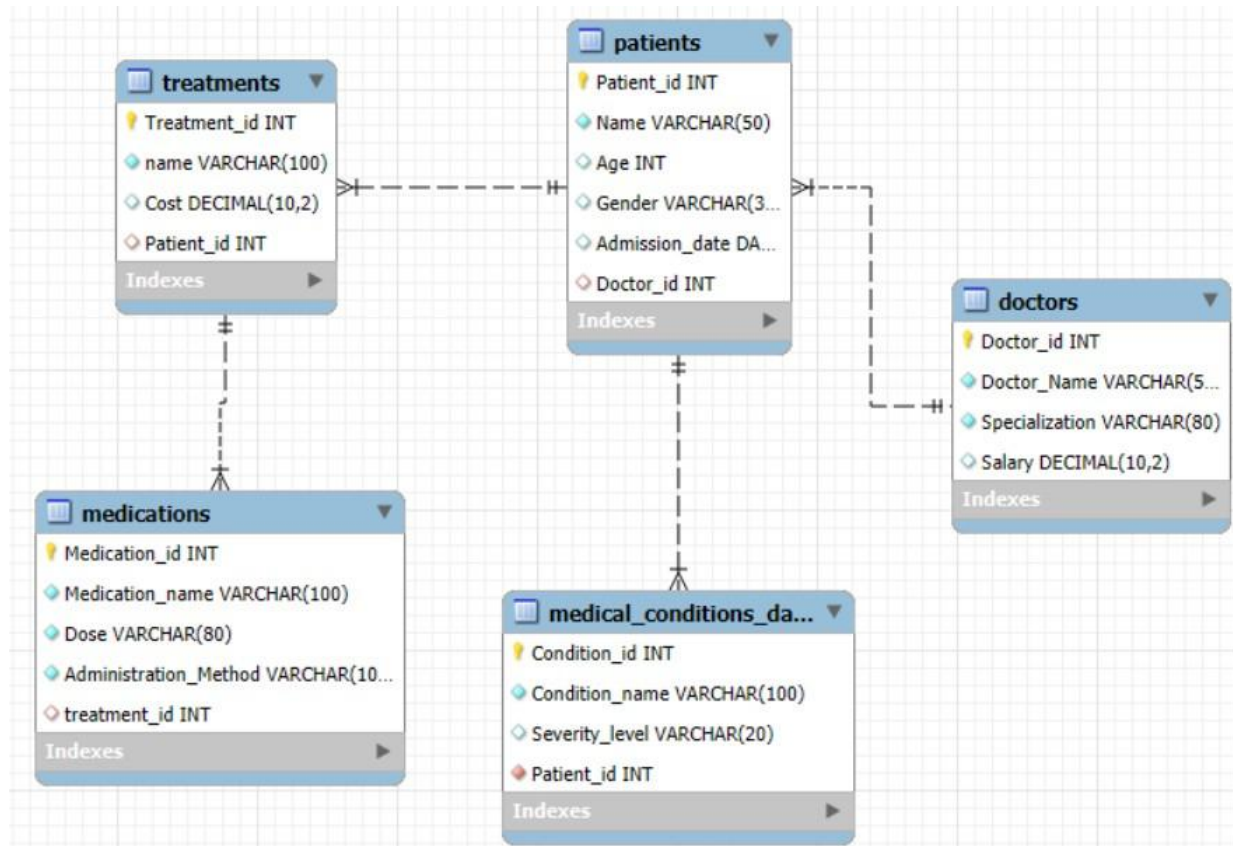 treatments
Treatment_id INT
name VARCHAR(100)
Cost DECIMAL(10,2)
Patient_id INT
Indexes
patients
Patient_id INT
Name VARCHAR(50)
Age INT
Gender VARCHAR(3...
Admission_date DA...
Doctor_id INT
Indexes
doctors
Doctor_id INT
Doctor_Name VARCHAR(5...
Specialization VARCHAR(80)
Salary DECIMAL(10,2)
Indexes
medications
Medication_id INT
Medication_name VARCHAR(100)
Dose VARCHAR(80)
Administration_Method VARCHAR(10...
treatment_id INT
Indexes
medical_conditions_da...
Condition_id INT
Condition_name VARCHAR(100)
Severity_level VARCHAR(20)
Patient_id INT
Indexes